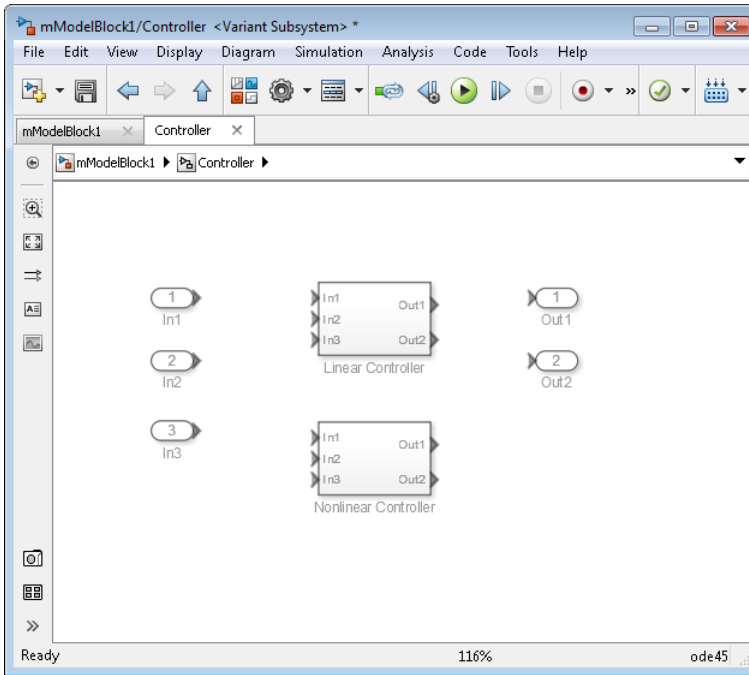 mModelBlock1/Controller <Variant Subsystem> *
File Edit View Display Diagram Simulation Analysis Code Tools Help
mModelBlock1 Controller
mModelBlock1 Controller
1
In1
2
In2
3
In3
In1
In2
In3
Out1
Out2
Linear Controller
In1
In2
In3
Out1
Out2
Nonlinear Controller
1
Out1
2
Out2
Ready 116% ode45